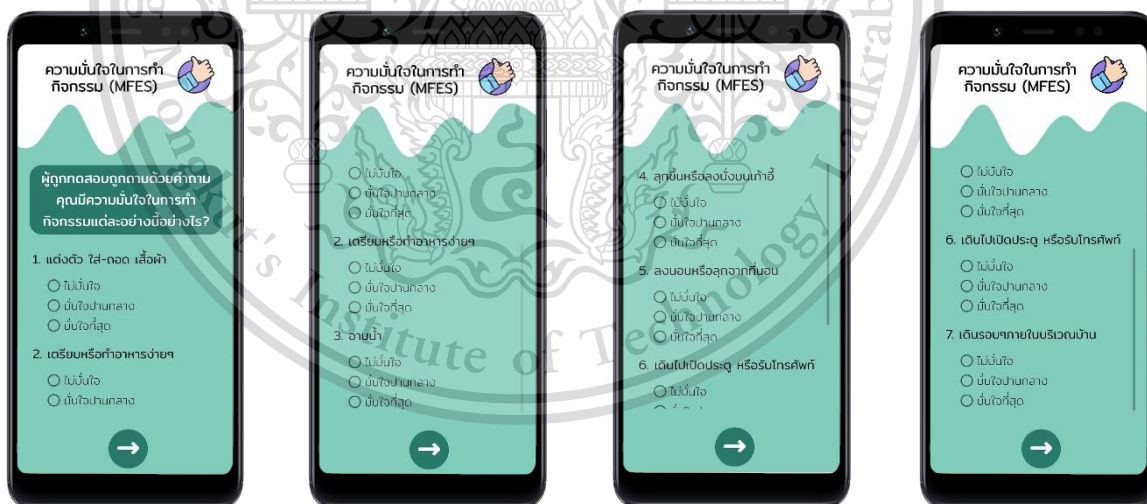 ความมั่นใจในการทำ
กิจกรรม (MFES)
ผู้ถูกทดสอบถูกถามด้วยคำถาม
คุณมีความมั่นใจในการทำ
กิจกรรมแต่ละอย่างนี้อย่างไร?
1. แต่งตัว ใส่-ถอด เสื้อผ้า
ไม่มั่นใจ
มั่นใจปานกลาง
มั่นใจที่สุด
2. เตรียมหรือทำอาหารง่ายๆ
ไม่มั่นใจ
มั่นใจปานกลาง
ความมั่นใจในการทำ
กิจกรรม (MFES)
ไม่มั่นใจ
มั่นใจปานกลาง
มั่นใจที่สุด
2. เตรียมหรือทำอาหารง่ายๆ
ไม่มั่นใจ
มั่นใจปานกลาง
มั่นใจที่สุด
3. อาบน้ำ
ไม่มั่นใจ
มั่นใจปานกลาง
มั่นใจที่สุด
ความมั่นใจในการทำ
กิจกรรม (MFES)
4. ลุกขึ้นหรือลงนั่งบนเก้าอี้
ไม่มั่นใจ
มั่นใจปานกลาง
มั่นใจที่สุด
5. ลงนอนหรือลุกจากที่นอน
ไม่มั่นใจ
มั่นใจปานกลาง
มั่นใจที่สุด
6. เดินไปเปิดประตู หรือรับโทรศัพท์
ไม่มั่นใจ
ความมั่นใจในการทำ
กิจกรรม (MFES)
ไม่มั่นใจ
มั่นใจปานกลาง
มั่นใจที่สุด
6. เดินไปเปิดประตู หรือรับโทรศัพท์
ไม่มั่นใจ
มั่นใจปานกลาง
มั่นใจที่สุด
7. เดินรอบๆภายในบริเวณบ้าน
ไม่มั่นใจ
มั่นใจปานกลาง
มั่นใจที่สุด
Mongkut's Institute of Technology Ladkrab